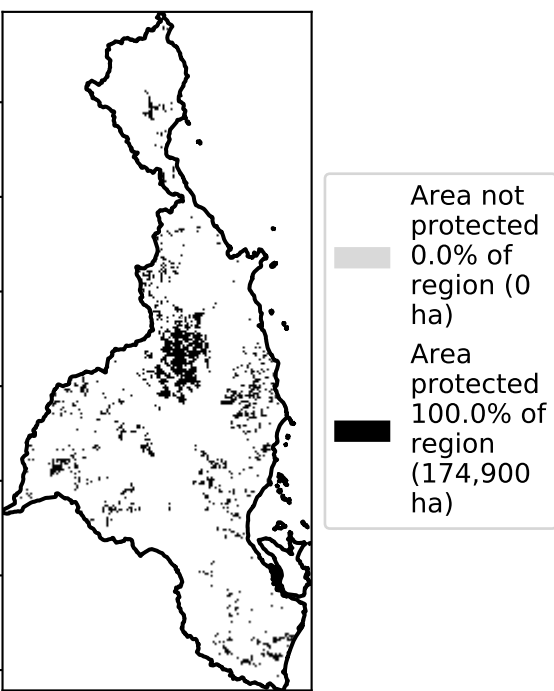 Area not
protected
0.0% of
region (0
ha)
Area
protected
100.0% of
region
(174,900
ha)